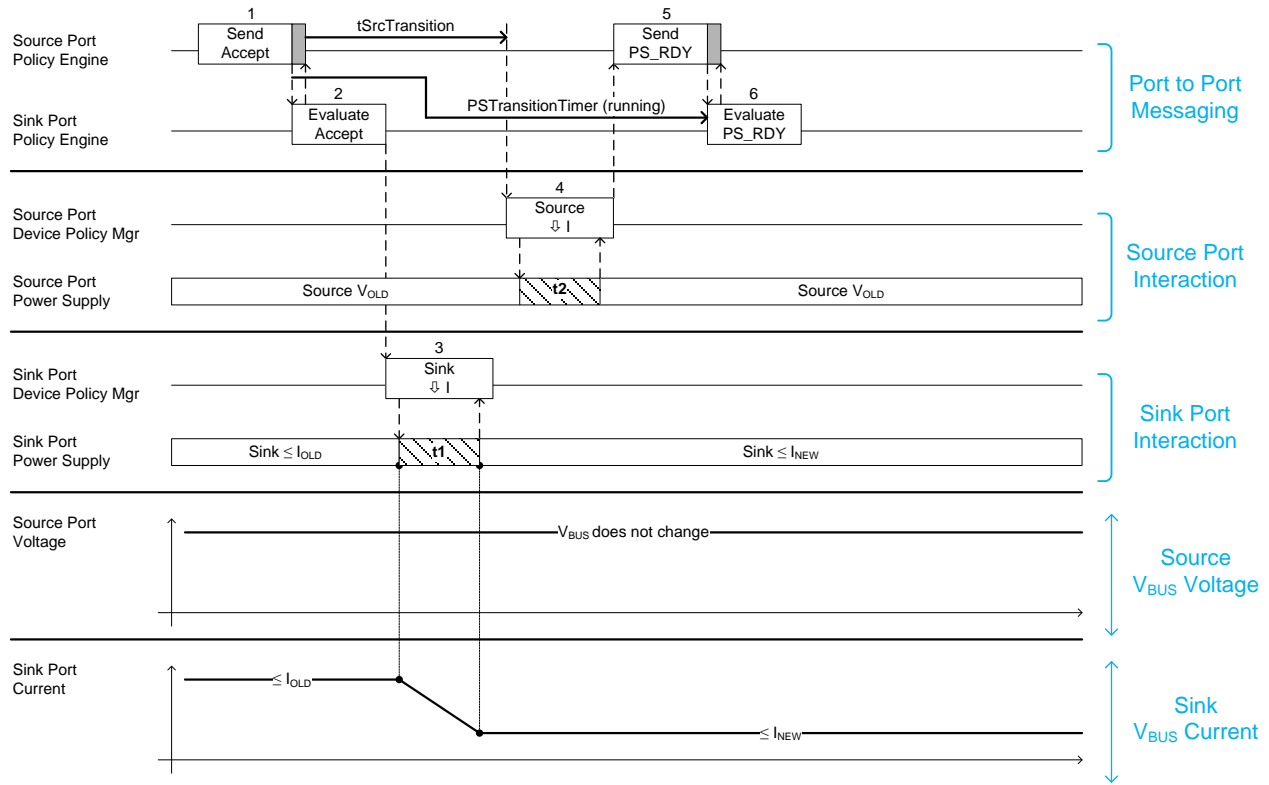 1
Send
Accept
tSrcTransition
5
Send
PS_RDY
Source Port
Policy Engine
2
Evaluate
Accept
PSTransitionTimer (running)
6
Evaluate
PS_RDY
Sink Port
Policy Engine
Port to Port
Messaging
Source Port
Device Policy Mgr
4
Source
⇩ I
Source Port
Power Supply
Source VOLD
t2
Source VOLD
Source Port
Interaction
Sink Port
Device Policy Mgr
3
Sink
⇩ I
Sink Port
Power Supply
Sink ≤ IOLD
t1
Sink ≤ INEW
Sink Port
Interaction
Source Port
Voltage
VBUS does not change
Source
VBUS Voltage
Sink Port
Current
≤ IOLD
≤ INEW
Sink
VBUS Current